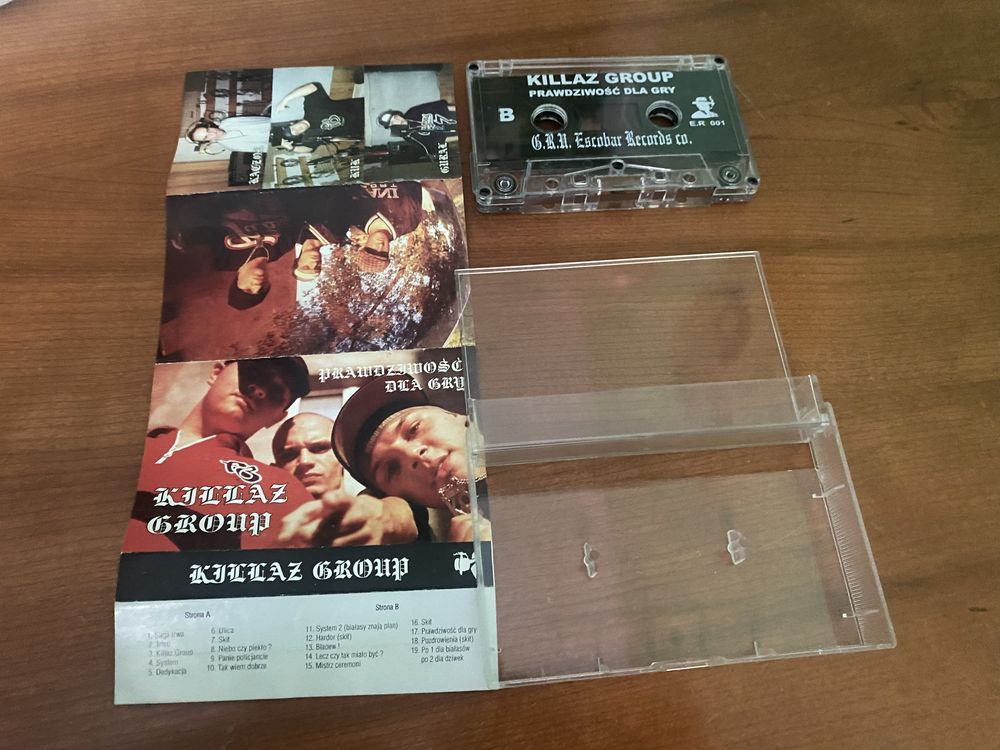 KILLAZ GROUP
PRAWDZIWOŚĆ DLA GRY
B
E.R 001
G.R.U. Escobar Records co.
GURAL
PRAWDZIWOŚĆ
DLA GRY
KILLAZ
GROUP
KILLAZ GROUP
Strona A
1. Saga trwa
2. Intro
3. Killaz Group
4. System
5. Dedykacja
6. Ulica
7. Skit
8. Niebo czy piekło ?
9. Panie policjancie
10. Tak wiem dobrze
Strona B
11. System 2 (białasy znają plan)
12. Hardor (skit)
13. Blauew !
14. Lecz czy tak miało być ?
15. Mistrz ceremoni
16. Skit
17. Prawdziwość dla gry
18. Pozdrowienia (skit)
19. Po 1 dla białasów
po 2 dla dziwek